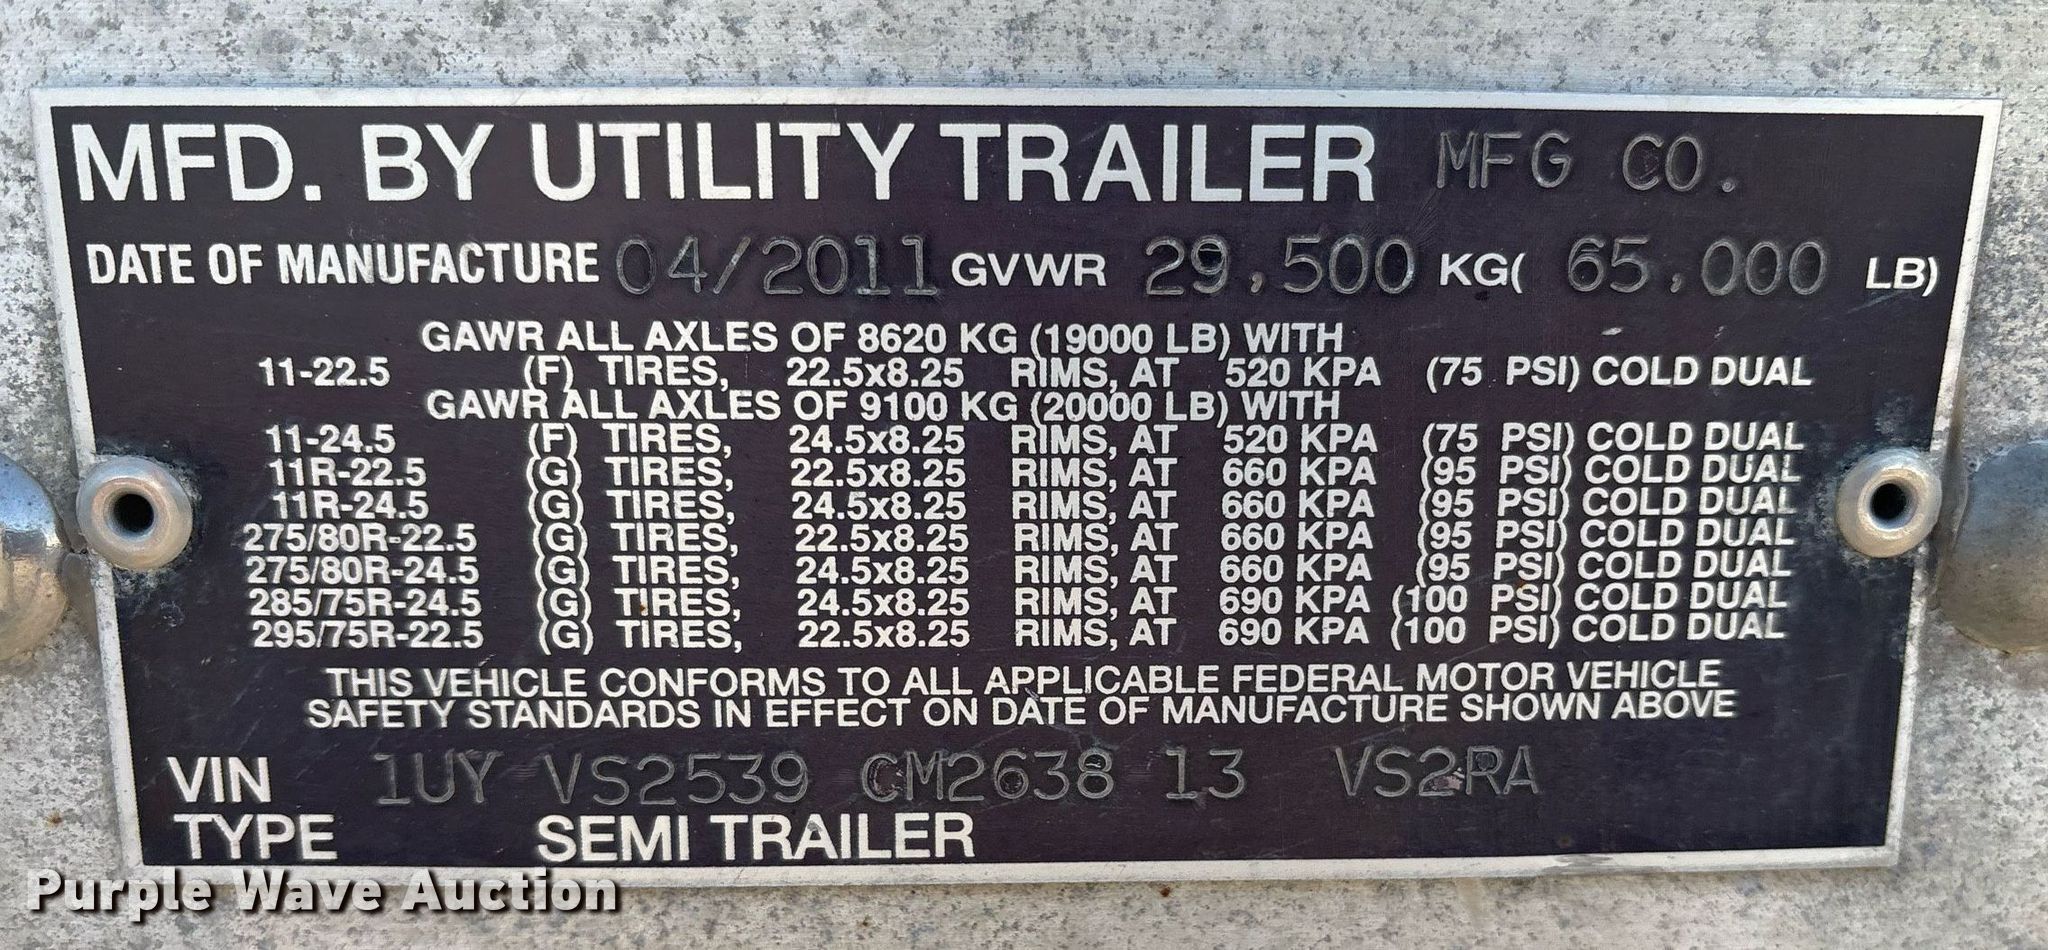 MFD. BY UTILITY TRAILER MFG CO.
DATE OF MANUFACTURE 04/2011 GVWR 29,500 KG( 65,000 LB)
GAWR ALL AXLES OF 8620 KG (19000 LB) WITH
11-22.5 (F) TIRES, 22.5x8.25 RIMS, AT 520 KPA (75 PSI) COLD DUAL
GAWR ALL AXLES OF 9100 KG (20000 LB) WITH
11-24.5 (F) TIRES, 24.5x8.25 RIMS, AT 520 KPA (75 PSI) COLD DUAL
11R-22.5 (G) TIRES, 22.5x8.25 RIMS, AT 660 KPA (95 PSI) COLD DUAL
11R-24.5 (G) TIRES, 24.5x8.25 RIMS, AT 660 KPA (95 PSI) COLD DUAL
275/80R-22.5 (G) TIRES, 22.5x8.25 RIMS, AT 660 KPA (95 PSI) COLD DUAL
275/80R-24.5 (G) TIRES, 24.5x8.25 RIMS, AT 660 KPA (95 PSI) COLD DUAL
285/75R-24.5 (G) TIRES, 24.5x8.25 RIMS, AT 690 KPA (100 PSI) COLD DUAL
295/75R-22.5 (G) TIRES, 22.5x8.25 RIMS, AT 690 KPA (100 PSI) COLD DUAL
THIS VEHICLE CONFORMS TO ALL APPLICABLE FEDERAL MOTOR VEHICLE
SAFETY STANDARDS IN EFFECT ON DATE OF MANUFACTURE SHOWN ABOVE
VIN 1UY VS2539 CM2638 13 VS2RA
TYPE SEMI TRAILER
Purple Wave Auction